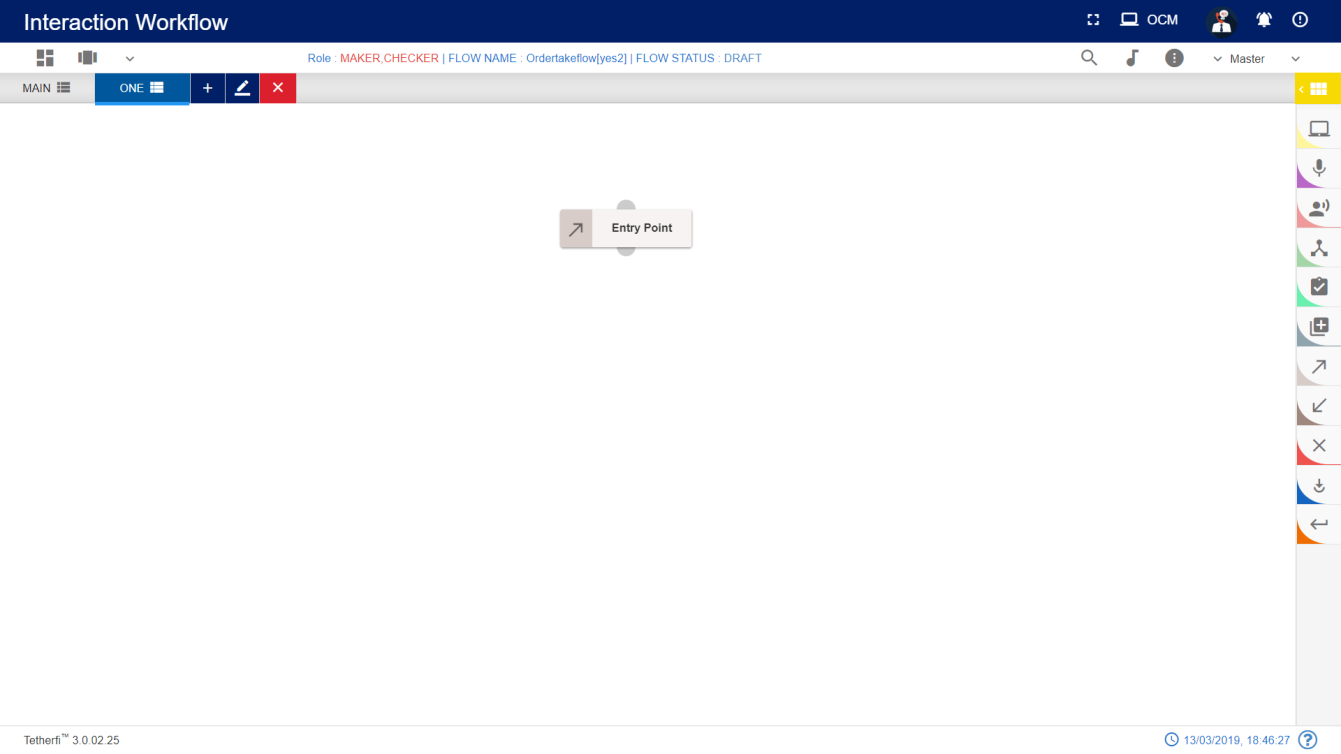 Interaction Workflow
OCM
Role : MAKER,CHECKER | FLOW NAME : Ordertakeflow[yes2] | FLOW STATUS : DRAFT
Master
MAIN
ONE
Entry Point
Tetherfi™ 3.0.02.25
13/03/2019, 18:46:27